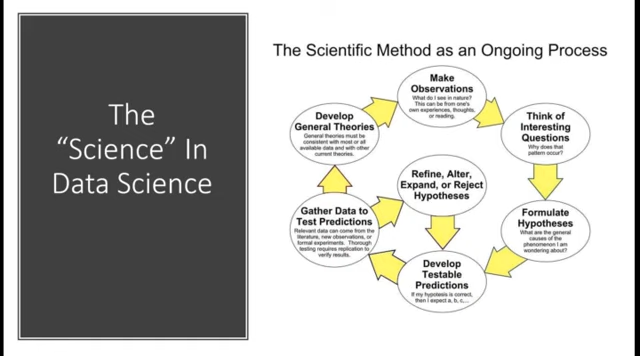 The
“Science” In
Data Science
The Scientific Method as an Ongoing Process
Make
Observations
What do I see in nature?
This can be from one's
own experiences, thoughts,
or reading.
Think of
Interesting
Questions
Why does that
pattern occur?
Formulate
Hypotheses
What are the general
causes of the
phenomenon I am
wondering about?
Develop
Testable
Predictions
If my hypotesis is correct,
then I expect a, b, c,...
Gather Data to
Test Predictions
Relevant data can come from the
literature, new observations, or
formal experiments. Thorough
testing requires replication to
verify results.
Refine, Alter,
Expand, or Reject
Hypotheses
Develop
General Theories
General theories must be
consistent with most or all
available data and with other
current theories.